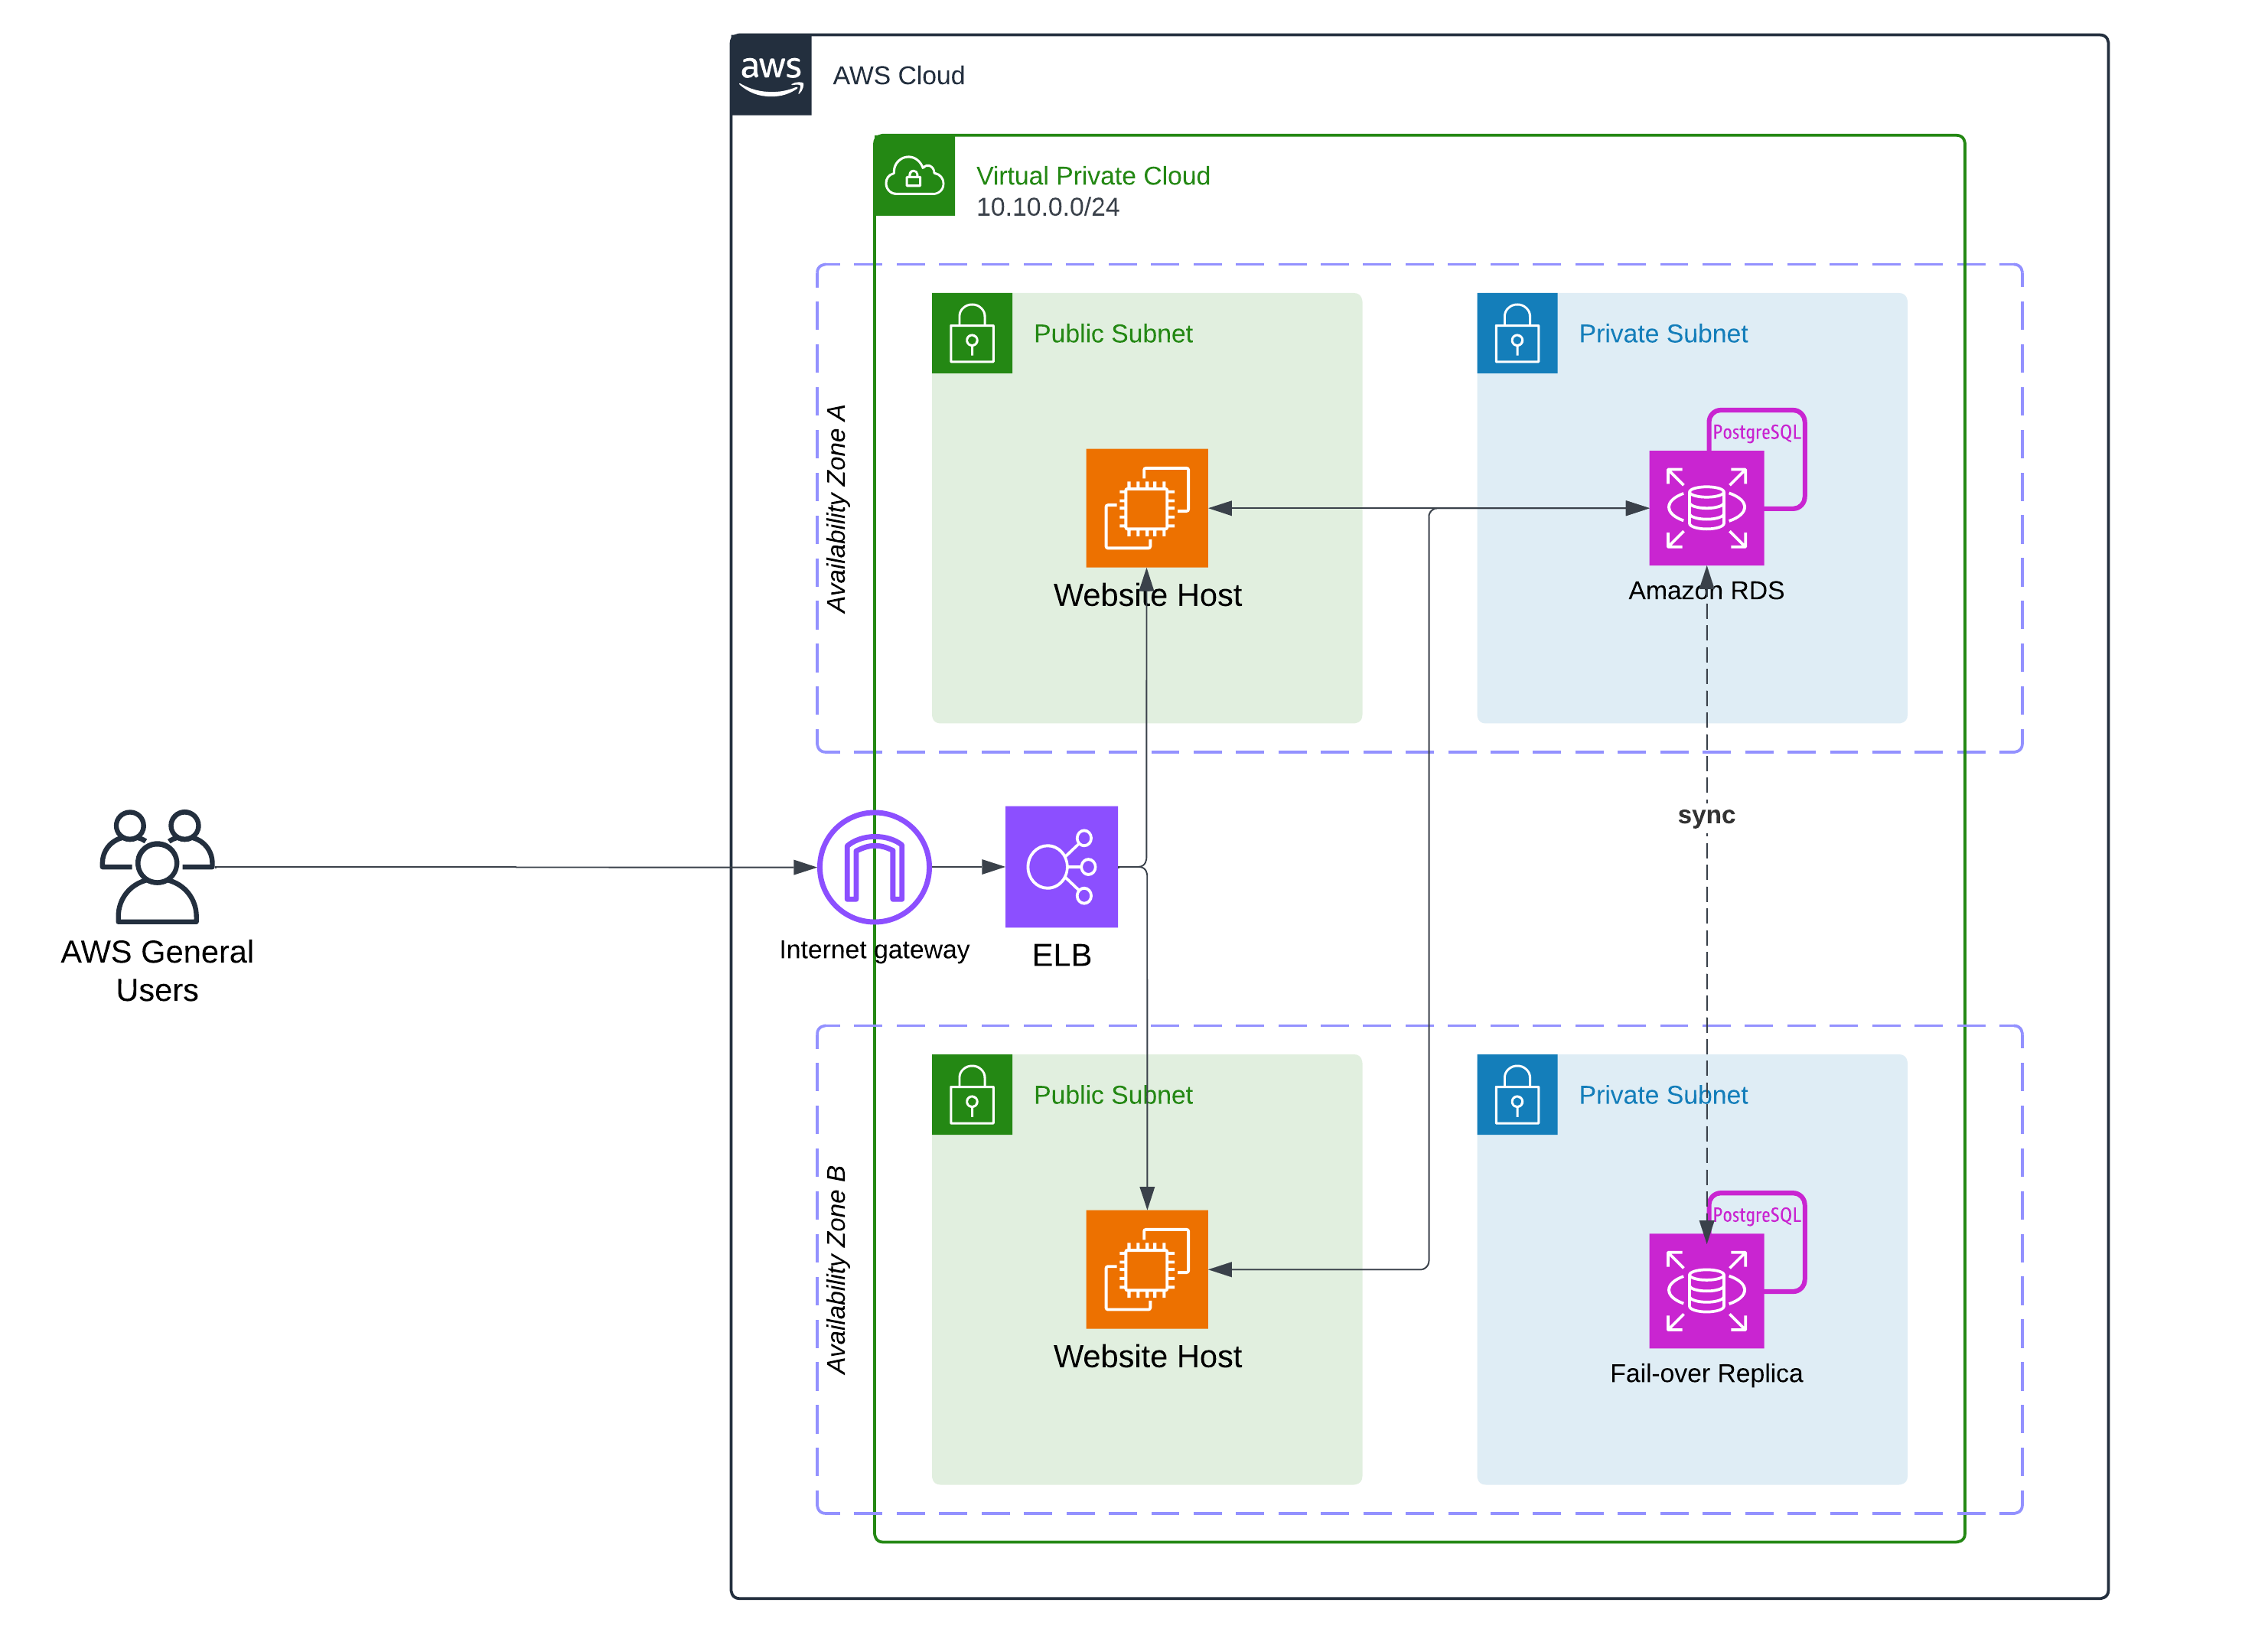 aws
AWS Cloud
Virtual Private Cloud
10.10.0.0/24
Availability Zone A
Public Subnet
Private Subnet
PostgreSQL
Website Host
Amazon RDS
sync
AWS General
Users
Internet gateway
ELB
Availability Zone B
Public Subnet
Private Subnet
PostgreSQL
Website Host
Fail-over Replica